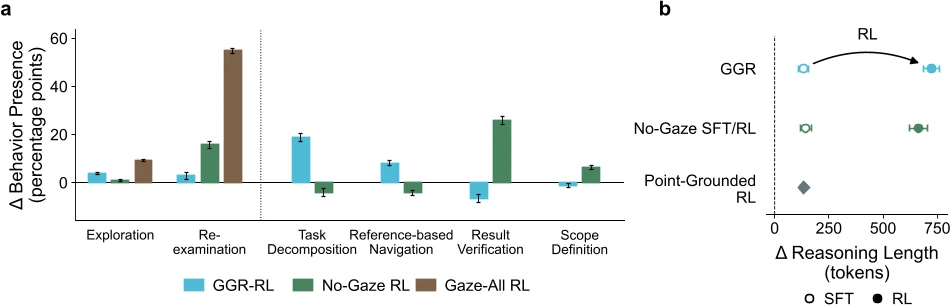 a
Δ Behavior Presence
(percentage points)
60
40
20
0
Exploration
Re-
examination
Task
Decomposition
Reference-based
Navigation
Result
Verification
Scope
Definition
GGR-RL
No-Gaze RL
Gaze-All RL
b
RL
GGR
No-Gaze SFT/RL
Point-Grounded
RL
0
250
500
750
Δ Reasoning Length
(tokens)
SFT
RL